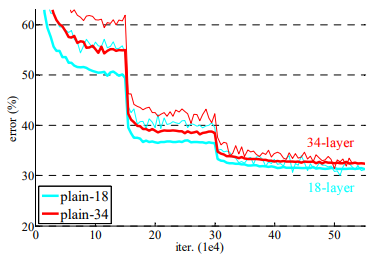 60
50
40
30
20
error (%)
34-layer
18-layer
plain-18
plain-34
0 10 20 30 40 50
iter. (1e4)